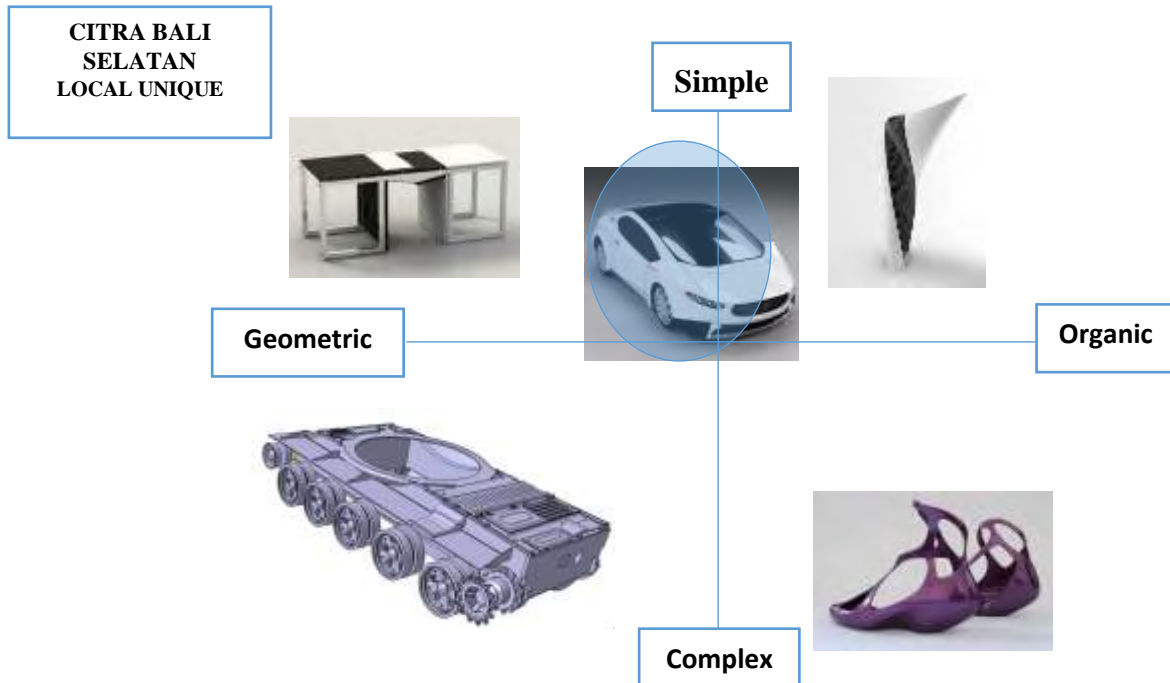 CITRA BALI
SELATAN
LOCAL UNIQUE
Simple
Geometric
Organic
Complex